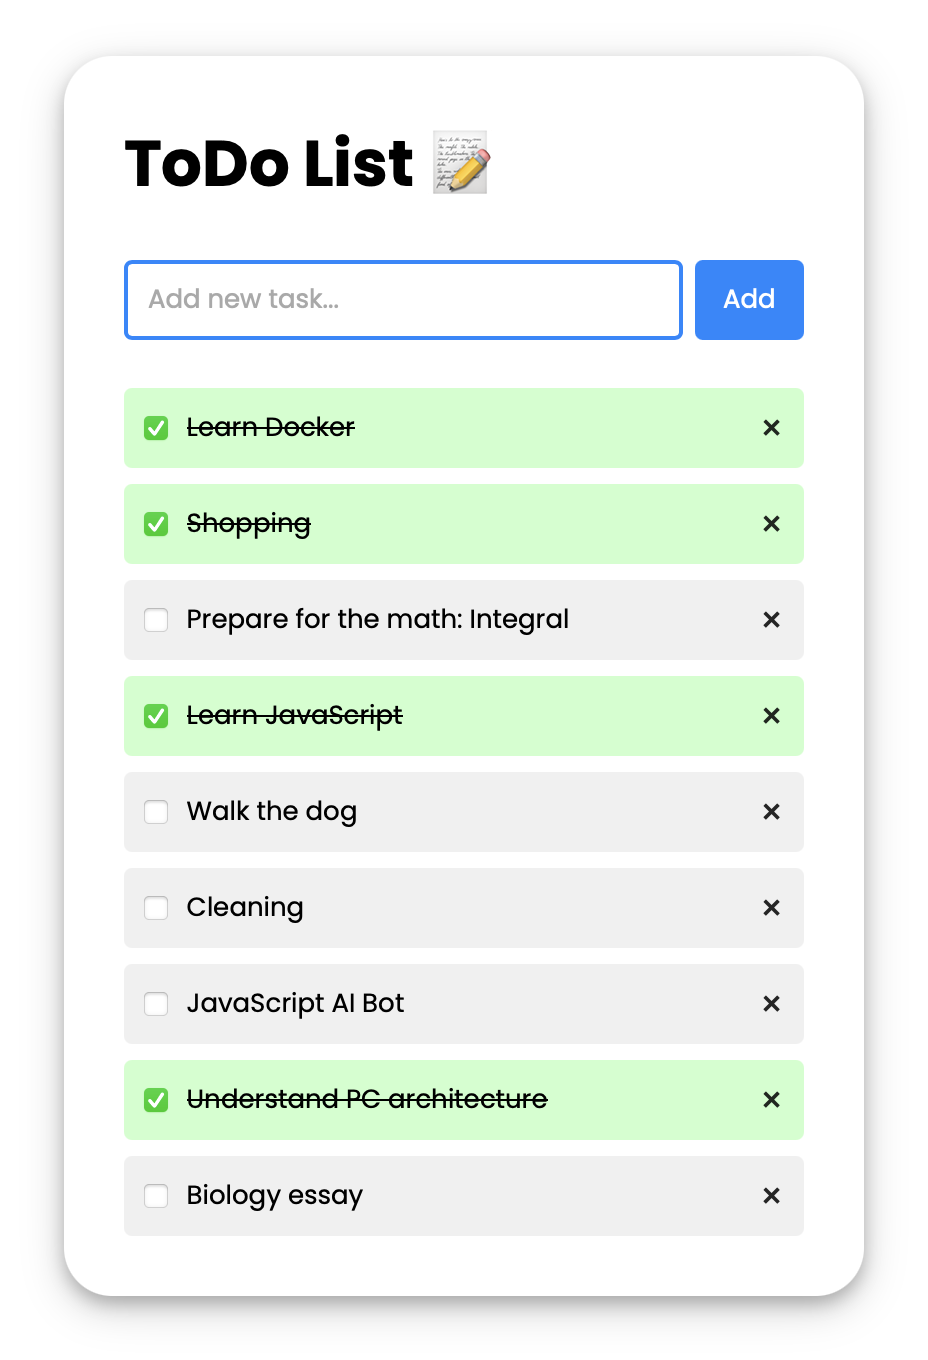 ToDo List
Add new task...
Add
Learn Docker
Shopping
Prepare for the math: Integral
Learn JavaScript
Walk the dog
Cleaning
JavaScript AI Bot
Understand PC architecture
Biology essay